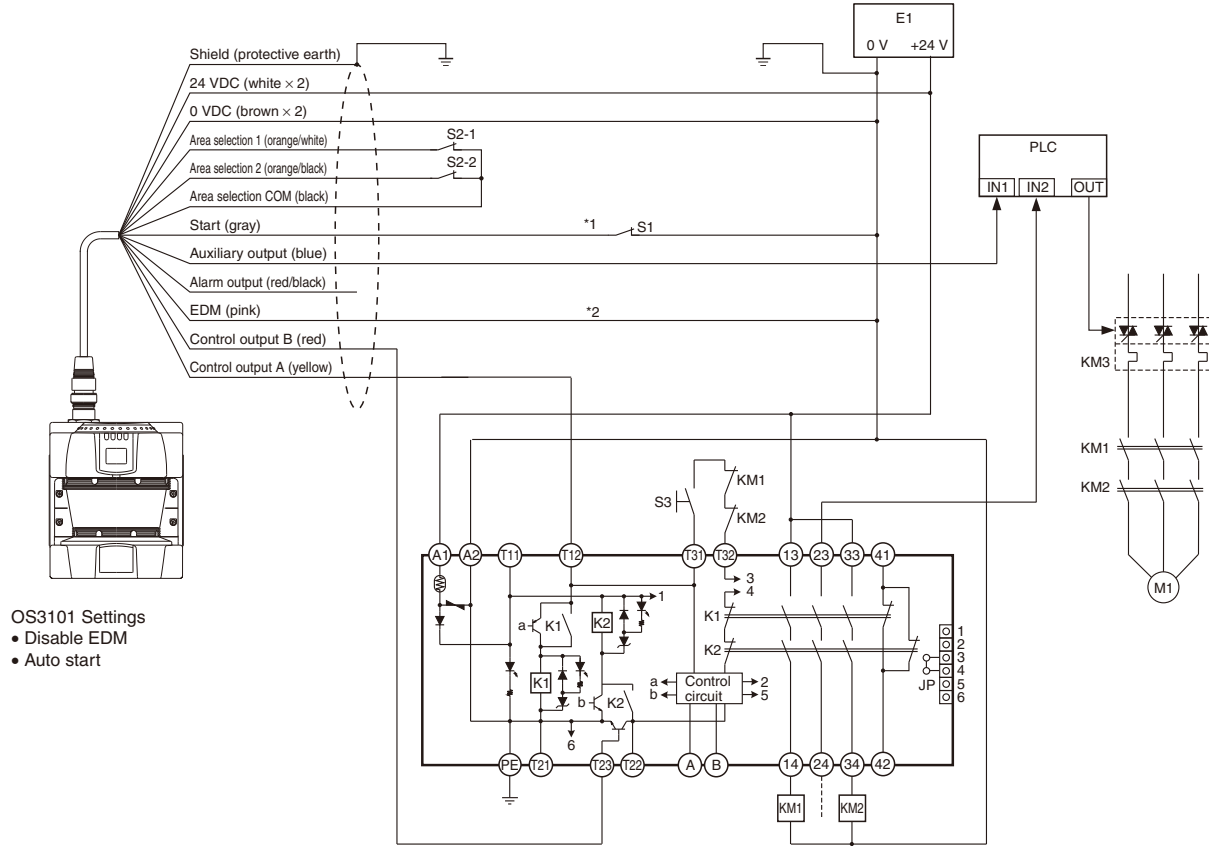 E1
0 V +24 V
Shield (protective earth)
24 VDC (white × 2)
0 VDC (brown × 2)
Area selection 1 (orange/white)
S2-1
Area selection 2 (orange/black)
S2-2
Area selection COM (black)
Start (gray)
*1
S1
Auxiliary output (blue)
Alarm output (red/black)
EDM (pink)
*2
Control output B (red)
Control output A (yellow)
PLC
IN1 IN2 OUT
KM3
KM1
KM2
M1
S3
KM1
KM2
A1 A2 T11 T12 T31 T32 13 23 33 41
3
4
1
a K1 K2
K1
K2
K1
b K2
a
b
Control
circuit
2
5
6
JP
1
2
3
4
5
6
PE T21 T23 T22 A B 14 24 34 42
KM1 KM2
OS3101 Settings
• Disable EDM
• Auto start